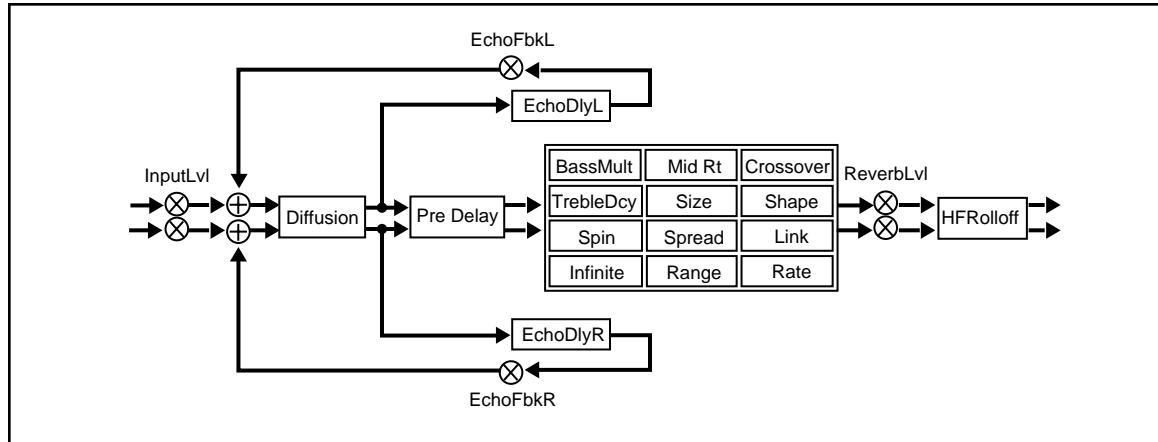 EchoFbkL
EchoDlyL
InputLvl
Diffusion
Pre Delay
BassMult Mid Rt Crossover
TrebleDcy Size Shape
Spin Spread Link
Infinite Range Rate
ReverbLvl
HFRolloff
EchoDlyR
EchoFbkR